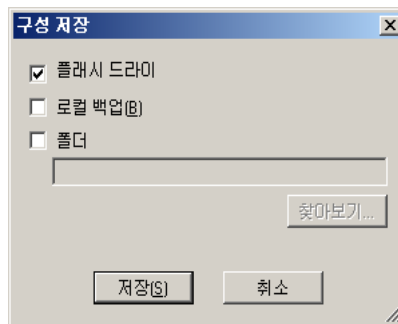 구성 저장
플래시 드라이
로컬 백업(B)
폴더
찾아보기...
저장(S)
취소